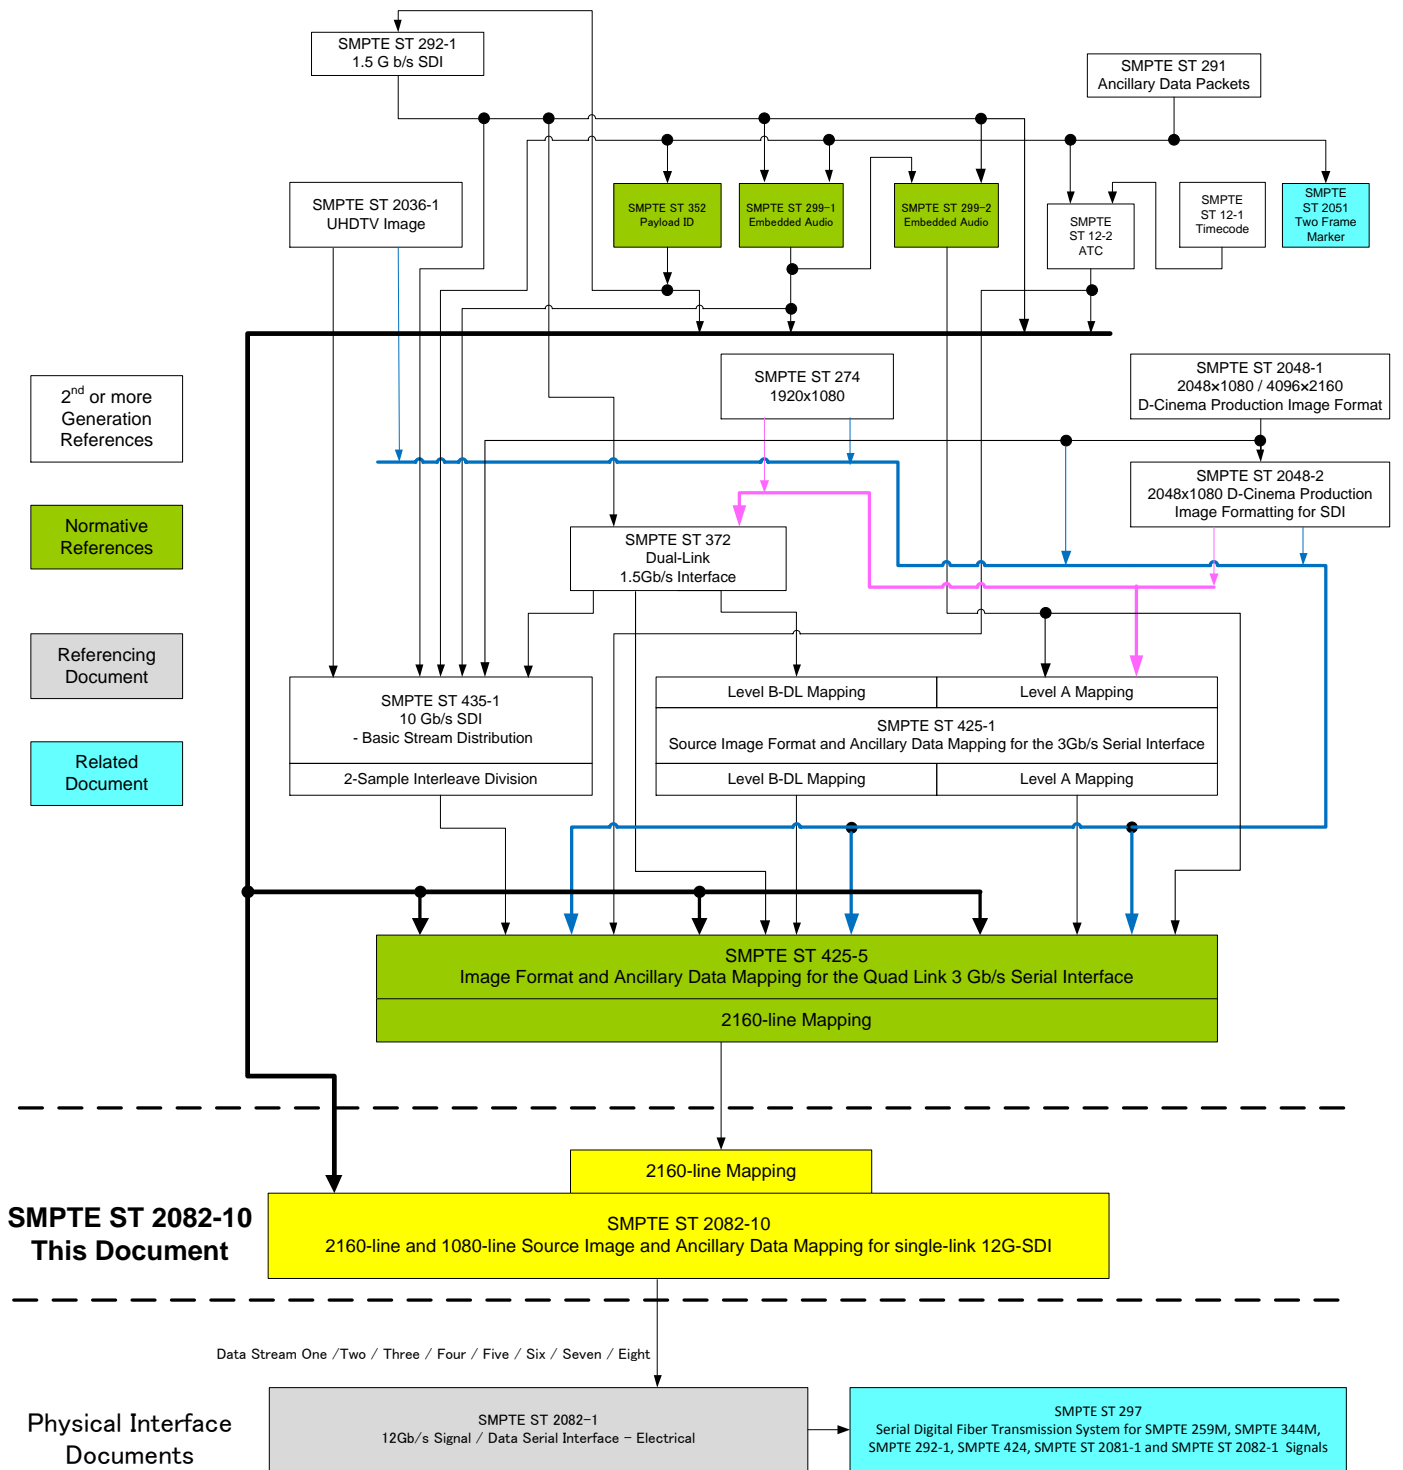 SMPTE ST 292-1
1.5 G b/s SDI
SMPTE ST 291
Ancillary Data Packets
SMPTE ST 2036-1
UHDTV Image
SMPTE ST 352
Payload ID
SMPTE ST 299-1
Embedded Audio
SMPTE ST 299-2
Embedded Audio
SMPTE
ST 12-2
ATC
SMPTE
ST 12-1
Timecode
SMPTE
ST 2051
Two Frame
Marker
2nd or more
Generation
References
SMPTE ST 274
1920x1080
SMPTE ST 2048-1
2048×1080 / 4096×2160
D-Cinema Production Image Format
SMPTE ST 2048-2
2048x1080 D-Cinema Production
Image Formatting for SDI
Normative
References
SMPTE ST 372
Dual-Link
1.5Gb/s Interface
Referencing
Document
SMPTE ST 435-1
10 Gb/s SDI
- Basic Stream Distribution
2-Sample Interleave Division
Level B-DL Mapping
Level A Mapping
SMPTE ST 425-1
Source Image Format and Ancillary Data Mapping for the 3Gb/s Serial Interface
Level B-DL Mapping
Level A Mapping
Related
Document
SMPTE ST 425-5
Image Format and Ancillary Data Mapping for the Quad Link 3 Gb/s Serial Interface
2160-line Mapping
2160-line Mapping
SMPTE ST 2082-10
This Document
SMPTE ST 2082-10
2160-line and 1080-line Source Image and Ancillary Data Mapping for single-link 12G-SDI
Data Stream One /Two / Three / Four / Five / Six / Seven / Eight
Physical Interface
Documents
SMPTE ST 2082-1
12Gb/s Signal / Data Serial Interface - Electrical
SMPTE ST 297
Serial Digital Fiber Transmission System for SMPTE 259M, SMPTE 344M,
SMPTE 292-1, SMPTE 424, SMPTE ST 2081-1 and SMPTE ST 2082-1 Signals